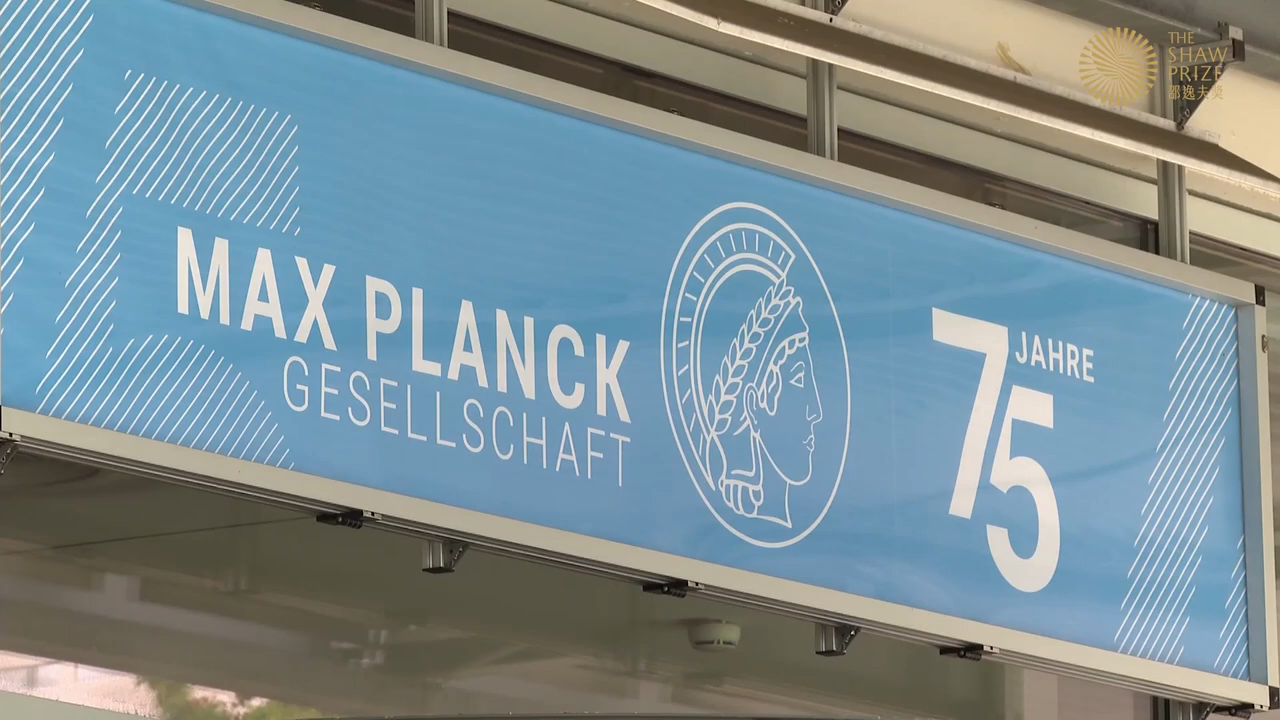 MAX PLANCK
GESELLSCHAFT
75
JAHRE
THE
SHAW
PRIZE
邵逸夫獎